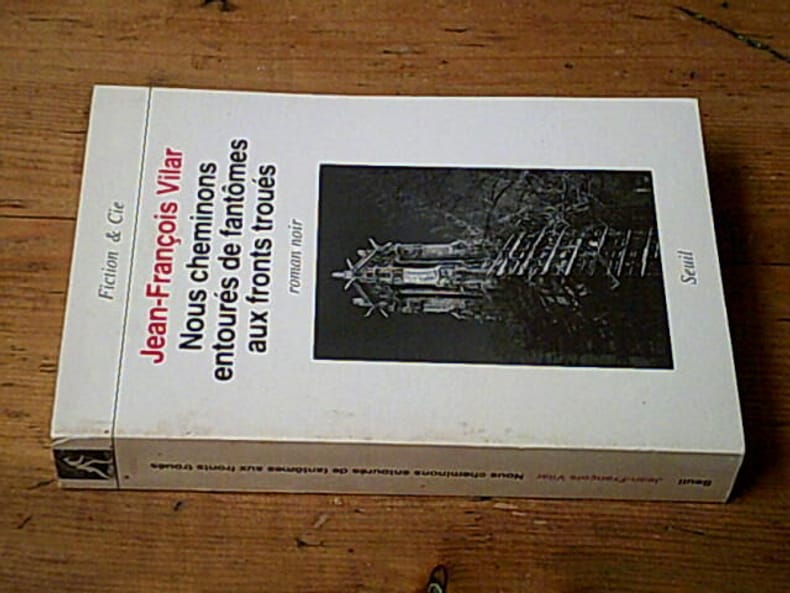 Fiction & Cie
Jean-François Vilar
Nous cheminons
entourés de fantômes
aux fronts troués
roman noir
Seuil
Seuil Jean-François Vilar Nous cheminons entourés de fantômes aux fronts troués